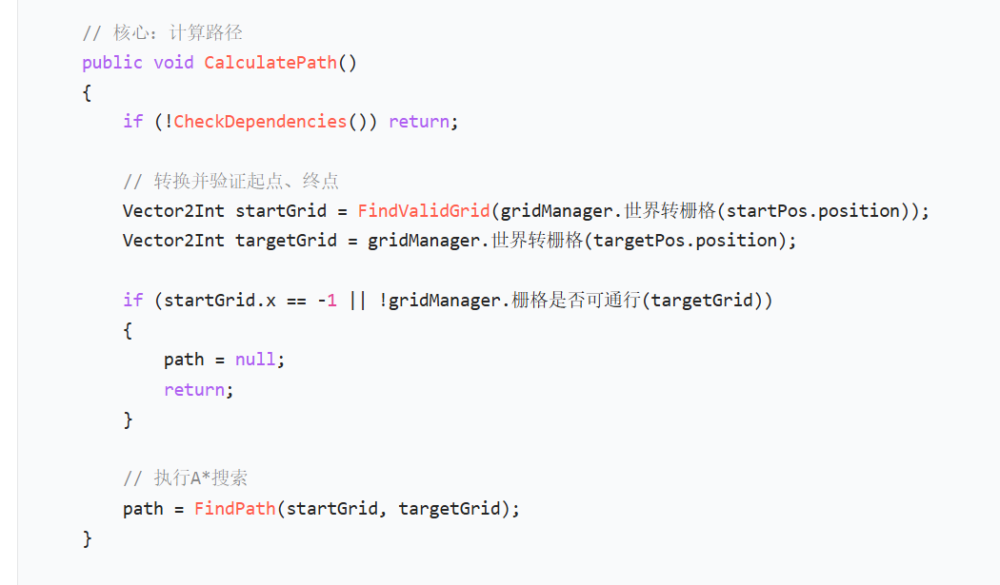 // 核心：计算路径
public void CalculatePath()
{
    if (!CheckDependencies()) return;

    // 转换并验证起点、终点
    Vector2Int startGrid = FindValidGrid(gridManager.世界转栅格(startPos.position));
    Vector2Int targetGrid = gridManager.世界转栅格(targetPos.position);

    if (startGrid.x == -1 || !gridManager.栅格是否可通行(targetGrid))
    {
        path = null;
        return;
    }

    // 执行A*搜索
    path = FindPath(startGrid, targetGrid);
}